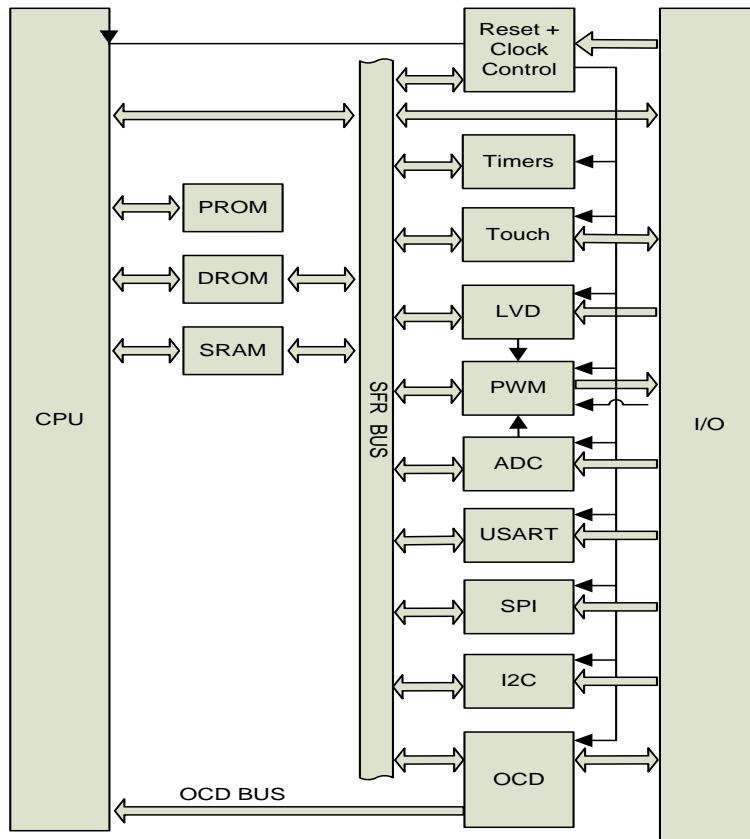 Reset +
Clock
Control
Timers
PROM
Touch
DROM
LVD
SRAM
PWM
CPU
SFR BUS
I/O
ADC
USART
SPI
I2C
OCD
OCD BUS